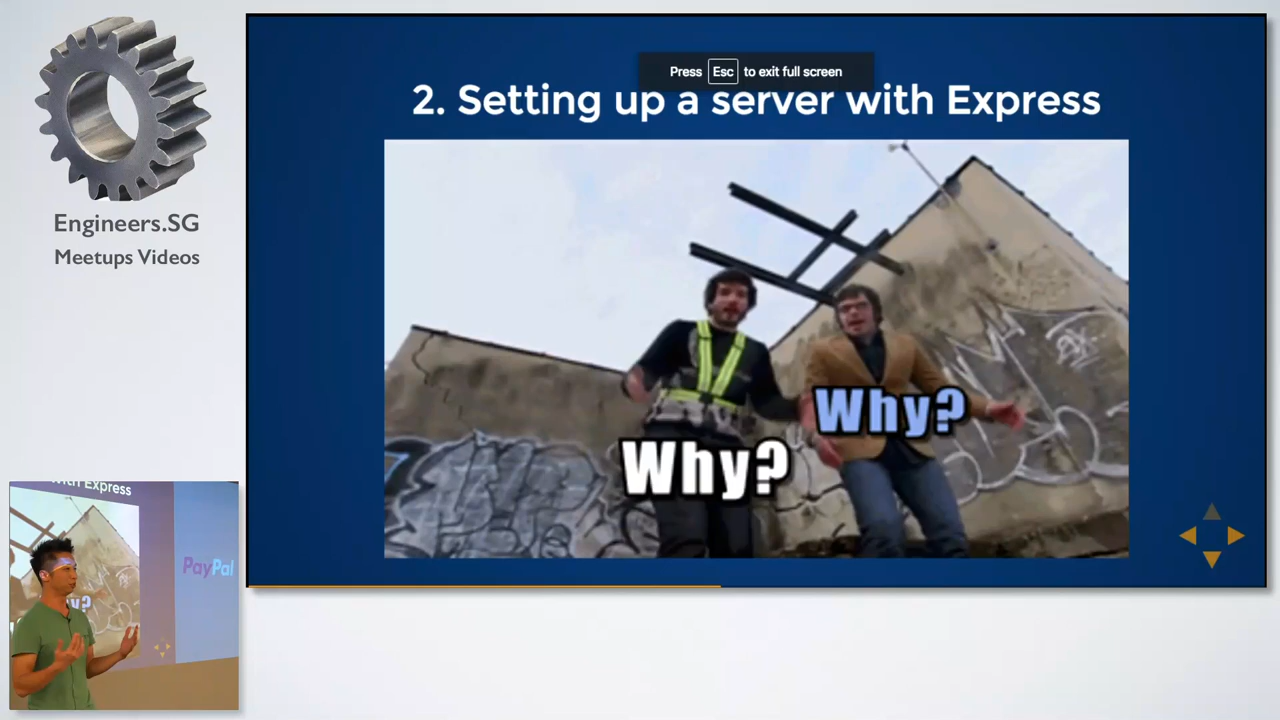 Engineers.SG
Meetups Videos
Press Esc to exit full screen
2. Setting up a server with Express
Why?
Why?
with Express
PayPal
y?